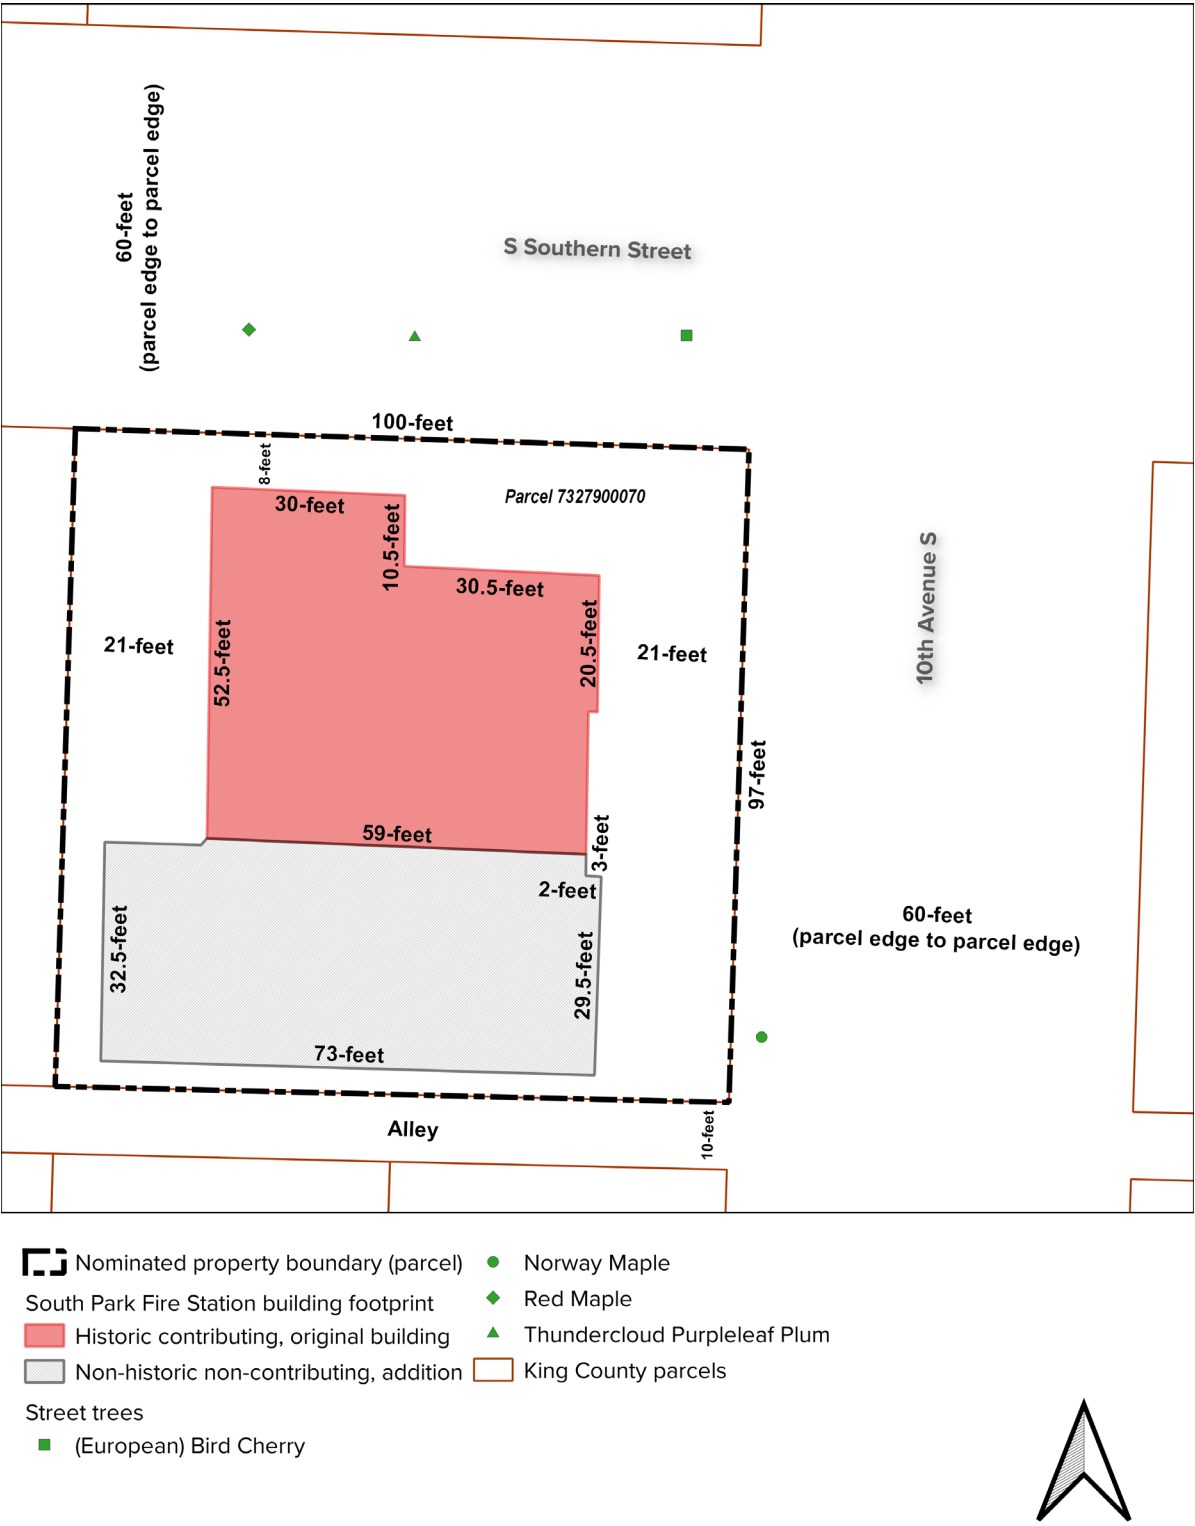 60-feet
(parcel edge to parcel edge)
S Southern Street
100-feet
8-feet
Parcel 7327900070
30-feet
10.5-feet
30.5-feet
10th Avenue S
21-feet
52.5-feet
20.5-feet
21-feet
97-feet
59-feet
3-feet
2-feet
60-feet
(parcel edge to parcel edge)
32.5-feet
29.5-feet
73-feet
Alley
10-feet
Nominated property boundary (parcel)
South Park Fire Station building footprint
Historic contributing, original building
Non-historic non-contributing, addition
Street trees
(European) Bird Cherry
Norway Maple
Red Maple
Thundercloud Purpleleaf Plum
King County parcels